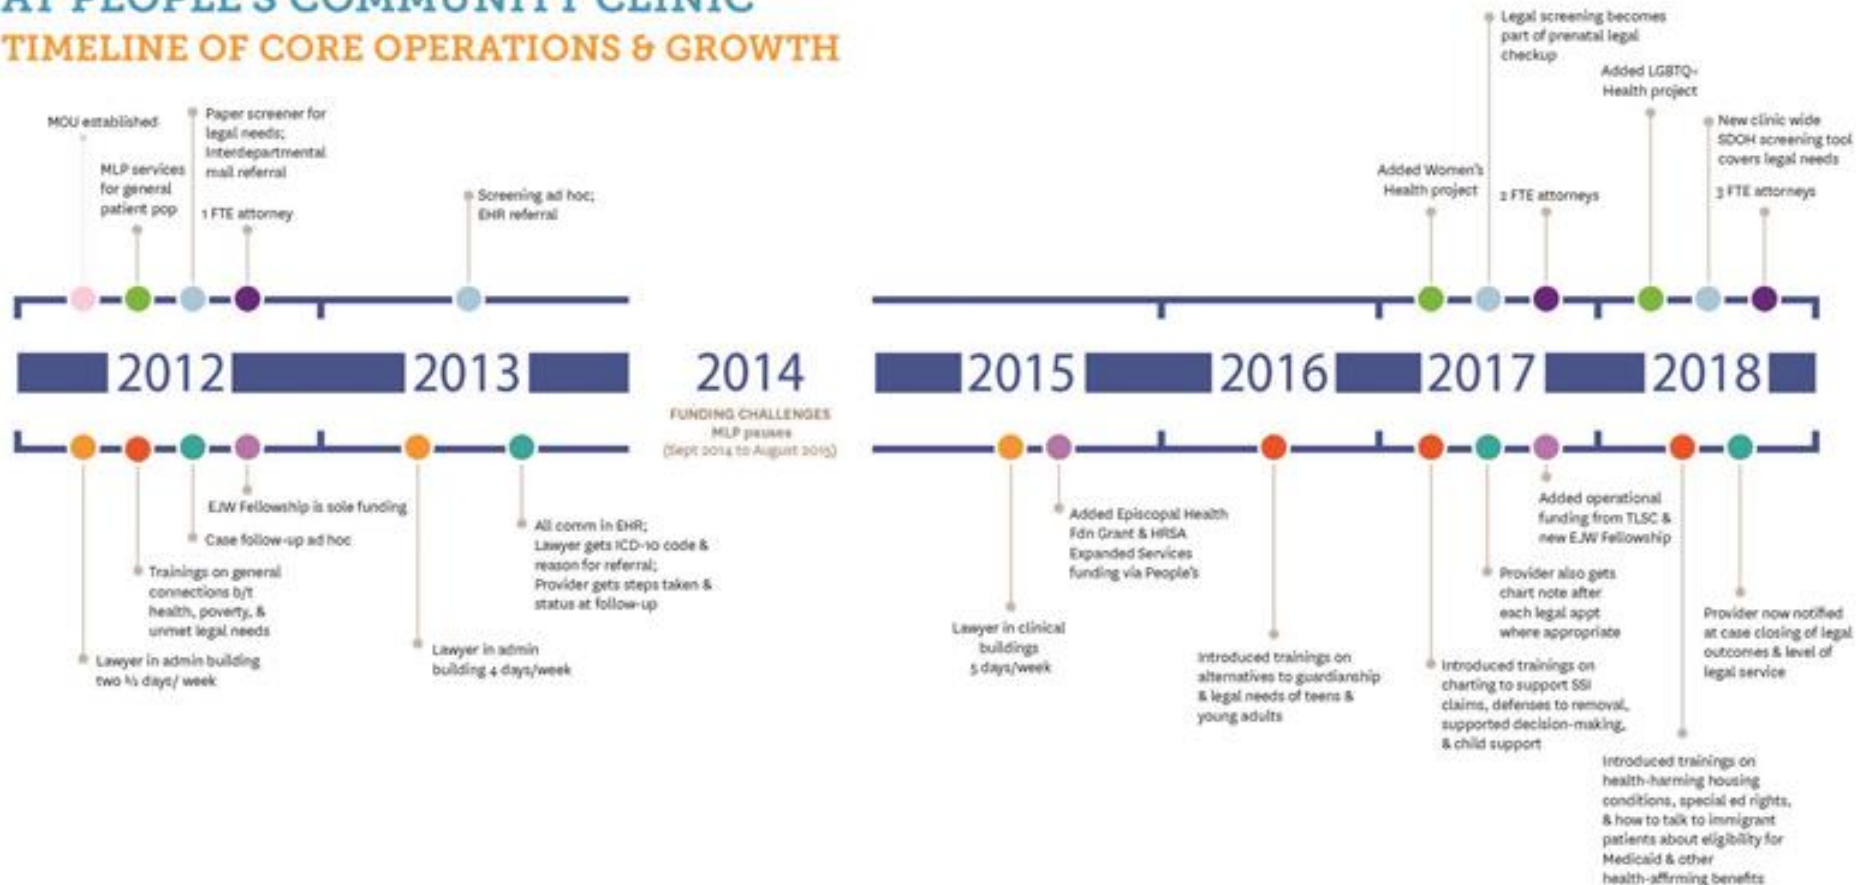 AT PEOPLE'S COMMUNITY CLINIC
TIMELINE OF CORE OPERATIONS & GROWTH
MOU established
MLP services
for general
patient pop
Paper screener for
legal needs;
Interdepartmental
mail referral
1 FTE attorney
Screening ad hoc;
EHR referral
Added Women's
Health project
Legal screening becomes
part of prenatal legal
checkup
2 FTE attorneys
Added LGBTQ+
Health project
New clinic wide
SDOH screening tool
covers legal needs
3 FTE attorneys
2012
2013
2014
2015
2016
2017
2018
FUNDING CHALLENGES
MLP pauses
(Sept 2014 to August 2015)
Lawyer in admin building
two ½ days/ week
Trainings on general
connections b/t
health, poverty, &
unmet legal needs
Case follow-up ad hoc
EJW Fellowship is sole funding
Lawyer in admin
building 4 days/week
All comm in EHR;
Lawyer gets ICD-10 code &
reason for referral;
Provider gets steps taken &
status at follow-up
Lawyer in clinical
buildings
5 days/week
Added Episcopal Health
Fdn Grant & HRSA
Expanded Services
funding via People's
Introduced trainings on
alternatives to guardianship
& legal needs of teens &
young adults
Introduced trainings on
charting to support SSI
claims, defenses to removal,
supported decision-making,
& child support
Provider also gets
chart note after
each legal appt
where appropriate
Added operational
funding from TLSC &
new EJW Fellowship
Introduced trainings on
health-harming housing
conditions, special ed rights,
& how to talk to immigrant
patients about eligibility for
Medicaid & other
health-affirming benefits
Provider now notified
at case closing of legal
outcomes & level of
legal service